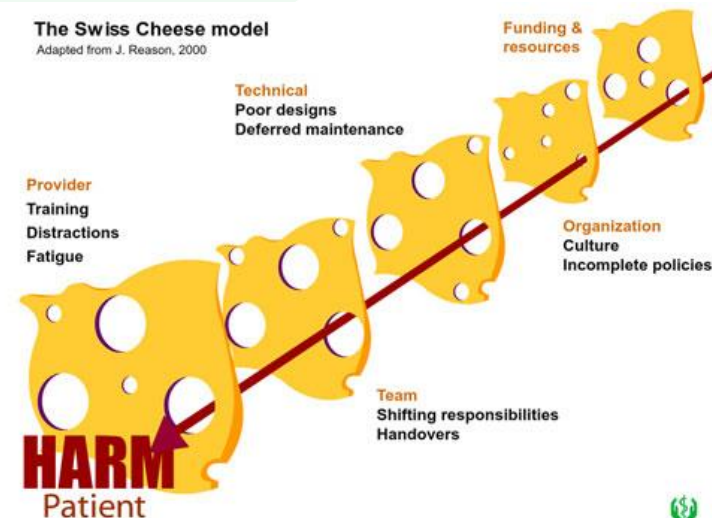 The Swiss Cheese model
Adapted from J. Reason, 2000
Funding &
resources
Technical
Poor designs
Deferred maintenance
Provider
Training
Distractions
Fatigue
Organization
Culture
Incomplete policies
Team
Shifting responsibilities
Handovers
HARM
Patient